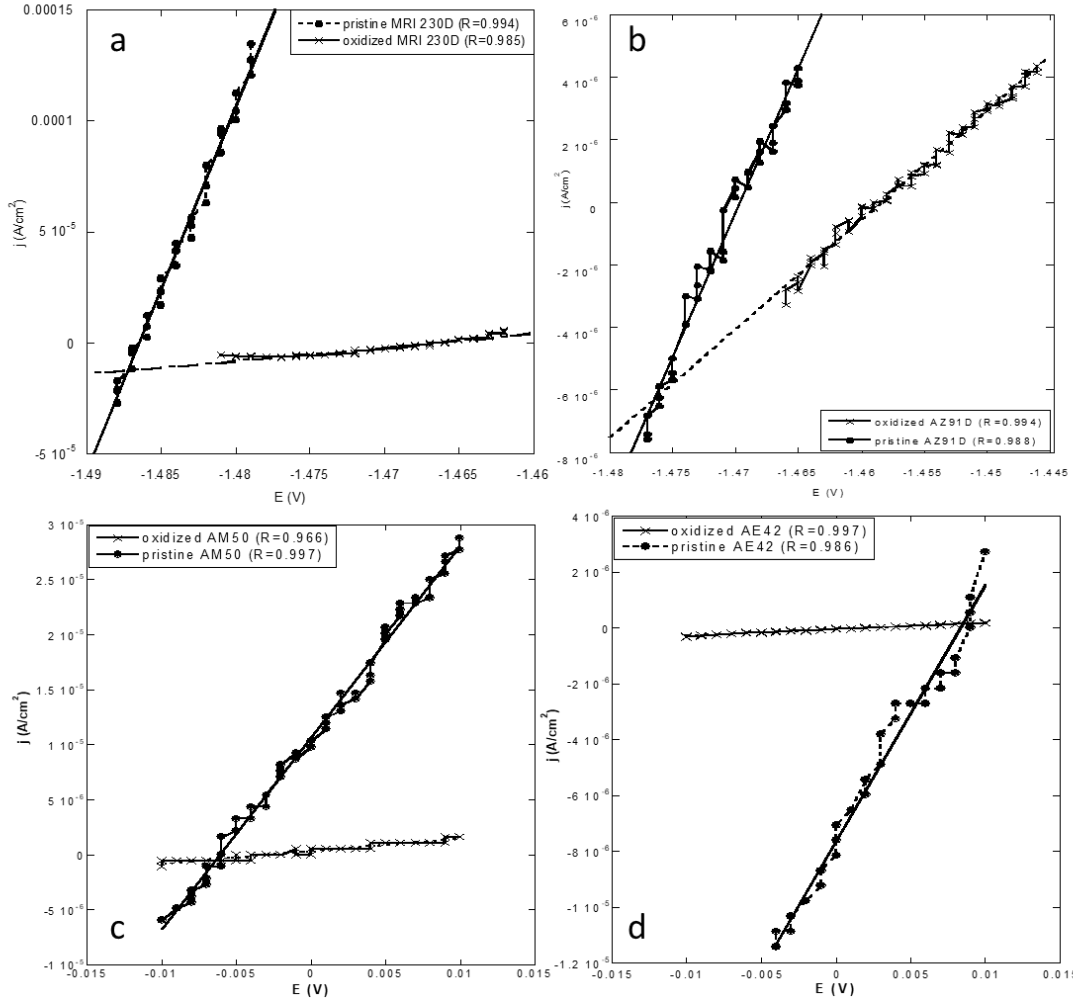 a
pristine MRI 230D (R=0.994)
oxidized MRI 230D (R=0.985)
0.00015
0.0001
5 10-5
0
-5 10-5
j (A/cm2)
-1.49 -1.485 -1.48 -1.475 -1.47 -1.465 -1.46
E (V)
b
6 10-6
4 10-6
2 10-6
0
-2 10-6
-4 10-6
-6 10-6
-8 10-6
j (A/cm2)
oxidized AZ91D (R=0.994)
pristine AZ91D (R=0.988)
-1.48 -1.475 -1.47 -1.465 -1.46 -1.455 -1.45 -1.445
E (V)
oxidized AM50 (R=0.966)
pristine AM50 (R=0.997)
3 10-5
2.5 10-5
2 10-5
1.5 10-5
1 10-5
5 10-6
0
-5 10-6
-1 10-5
j (A/cm2)
c
-0.015 -0.01 -0.005 0 0.005 0.01 0.015
E (V)
oxidized AE42 (R=0.997)
pristine AE42 (R=0.986)
4 10-6
2 10-6
0
-2 10-6
-4 10-6
-6 10-6
-8 10-6
-1 10-5
-1.2 10-5
j (A/cm2)
d
-0.015 -0.01 -0.005 0 0.005 0.01 0.015
E (V)